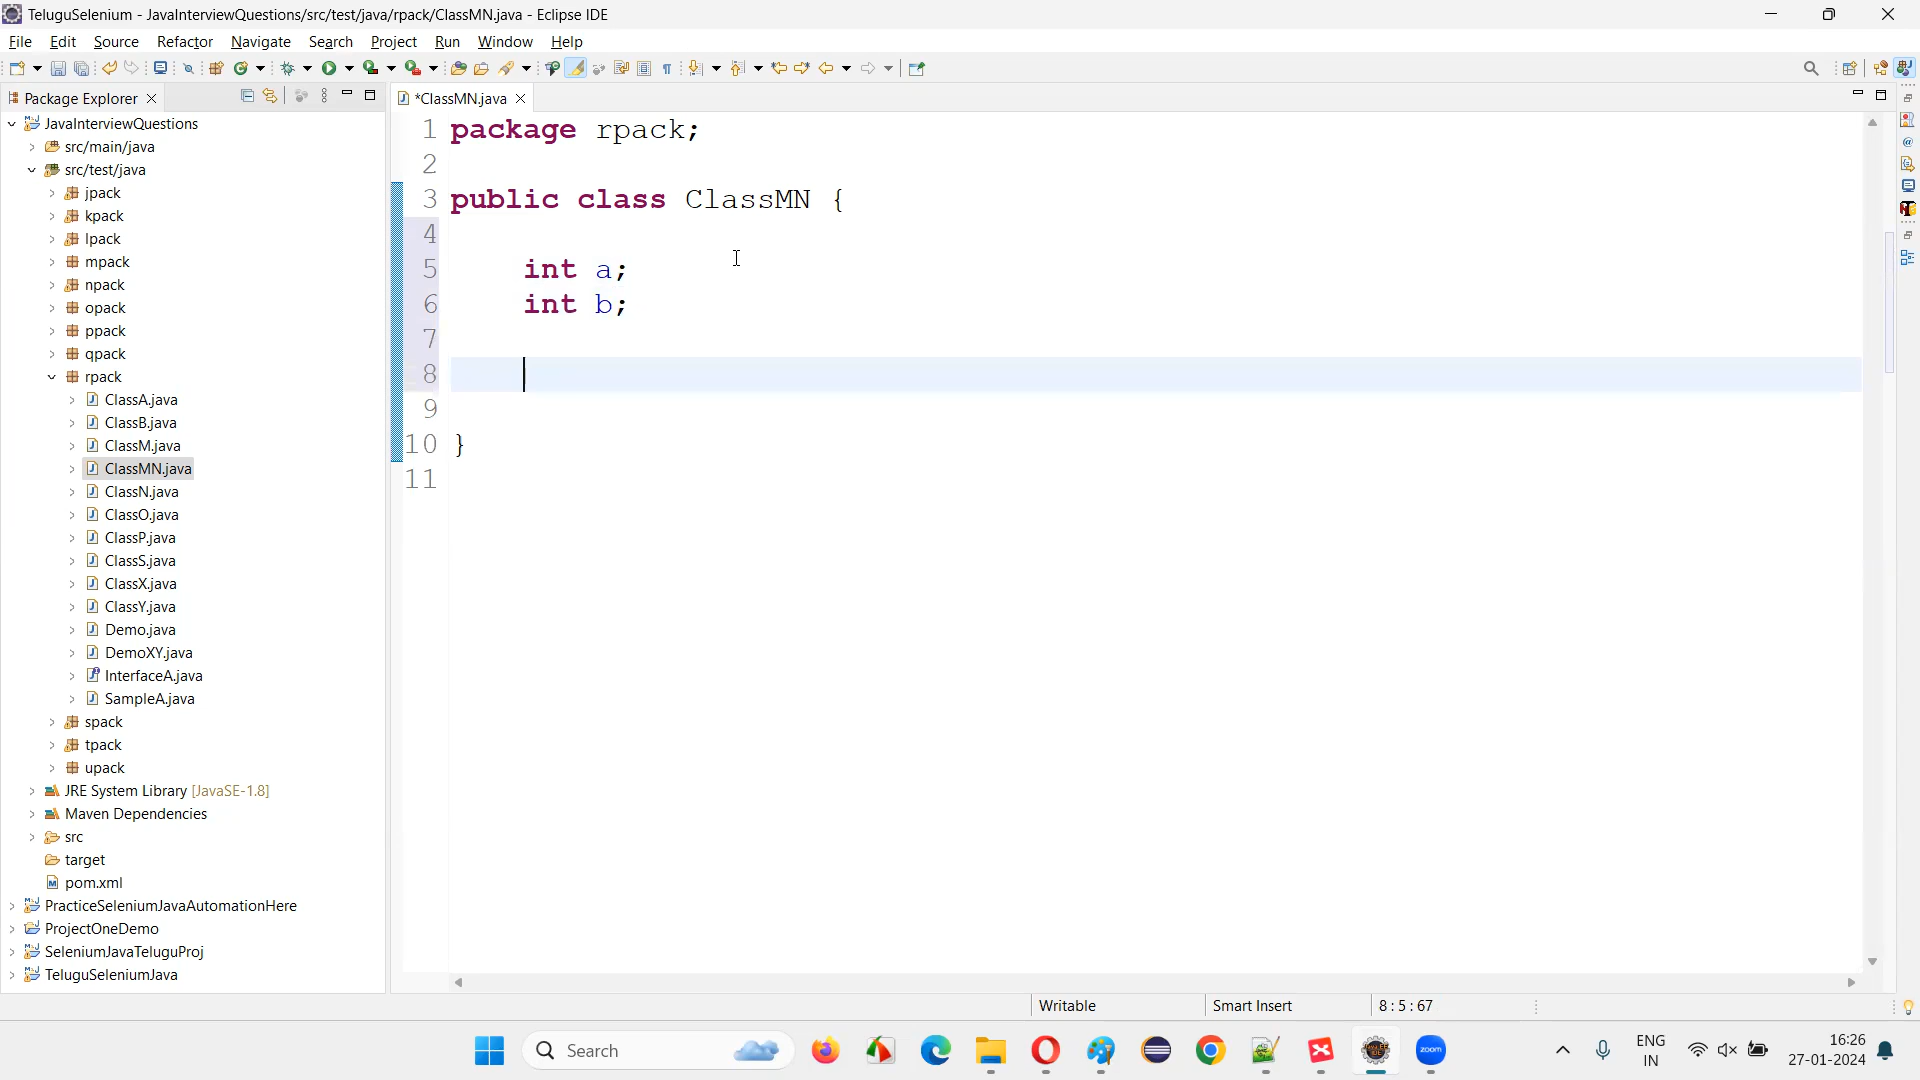 TeluguSelenium - JavaInterviewQuestions/src/test/java/rpack/ClassMN.java - Eclipse IDE
File Edit Source Refactor Navigate Search Project Run Window Help
Package Explorer
*ClassMN.java
JavaInterviewQuestions
src/main/java
src/test/java
jpack
kpack
lpack
mpack
npack
opack
ppack
qpack
rpack
ClassA.java
ClassB.java
ClassM.java
ClassMN.java
ClassN.java
ClassO.java
ClassP.java
ClassS.java
ClassX.java
ClassY.java
Demo.java
DemoXY.java
InterfaceA.java
SampleA.java
spack
tpack
upack
JRE System Library [JavaSE-1.8]
Maven Dependencies
src
target
pom.xml
PracticeSeleniumJavaAutomationHere
ProjectOneDemo
SeleniumJavaTeluguProj
TeluguSeleniumJava
1 package rpack;
2
3 public class ClassMN {
4
5 int a;
6 int b;
7
8
9
10 }
11
Writable Smart Insert 8 : 5 : 67
Search
zoom
ENG
IN
16:26
27-01-2024